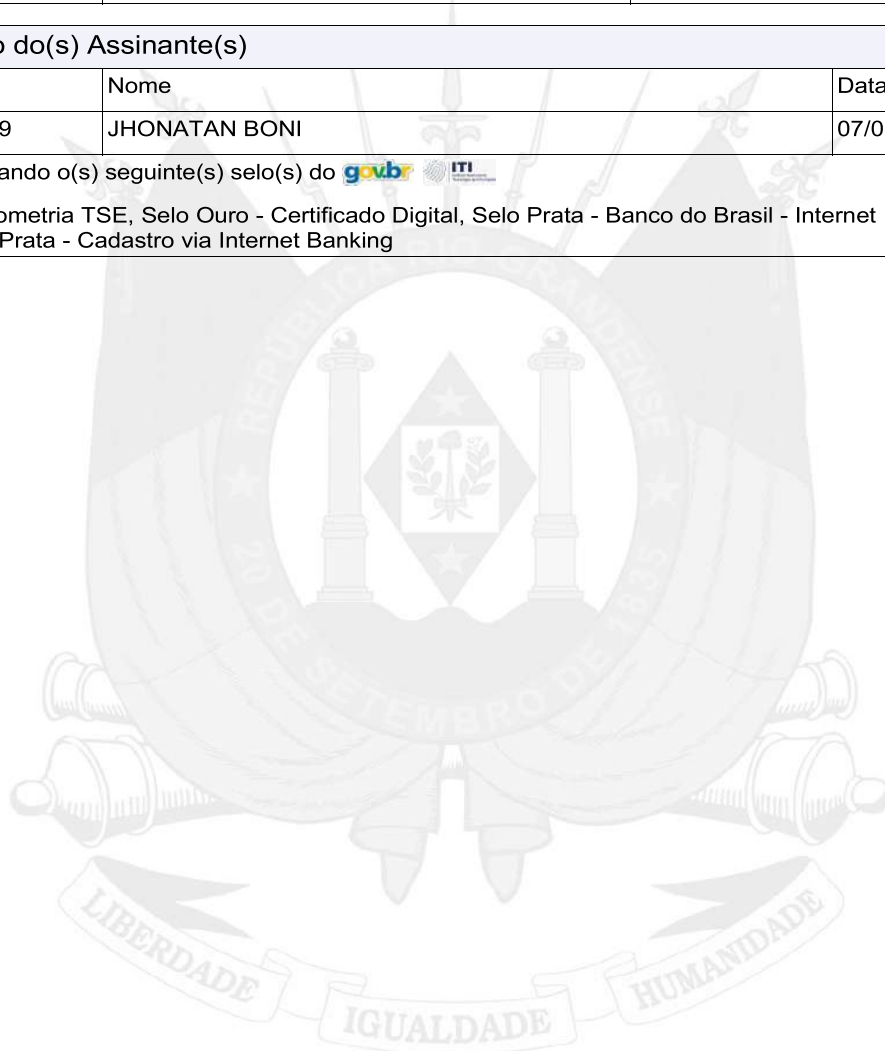 o do(s) Assinante(s)
Nome
Data
9
JHONATAN BONI
07/0
ando o(s) seguinte(s) selo(s) do gov.br ITI
ometria TSE, Selo Ouro - Certificado Digital, Selo Prata - Banco do Brasil - Internet
Prata - Cadastro via Internet Banking
REPÚBLICA RIO GRANDENSE
20 DE SETEMBRO DE 1835
LIBERDADE
IGUALDADE
HUMANIDADE